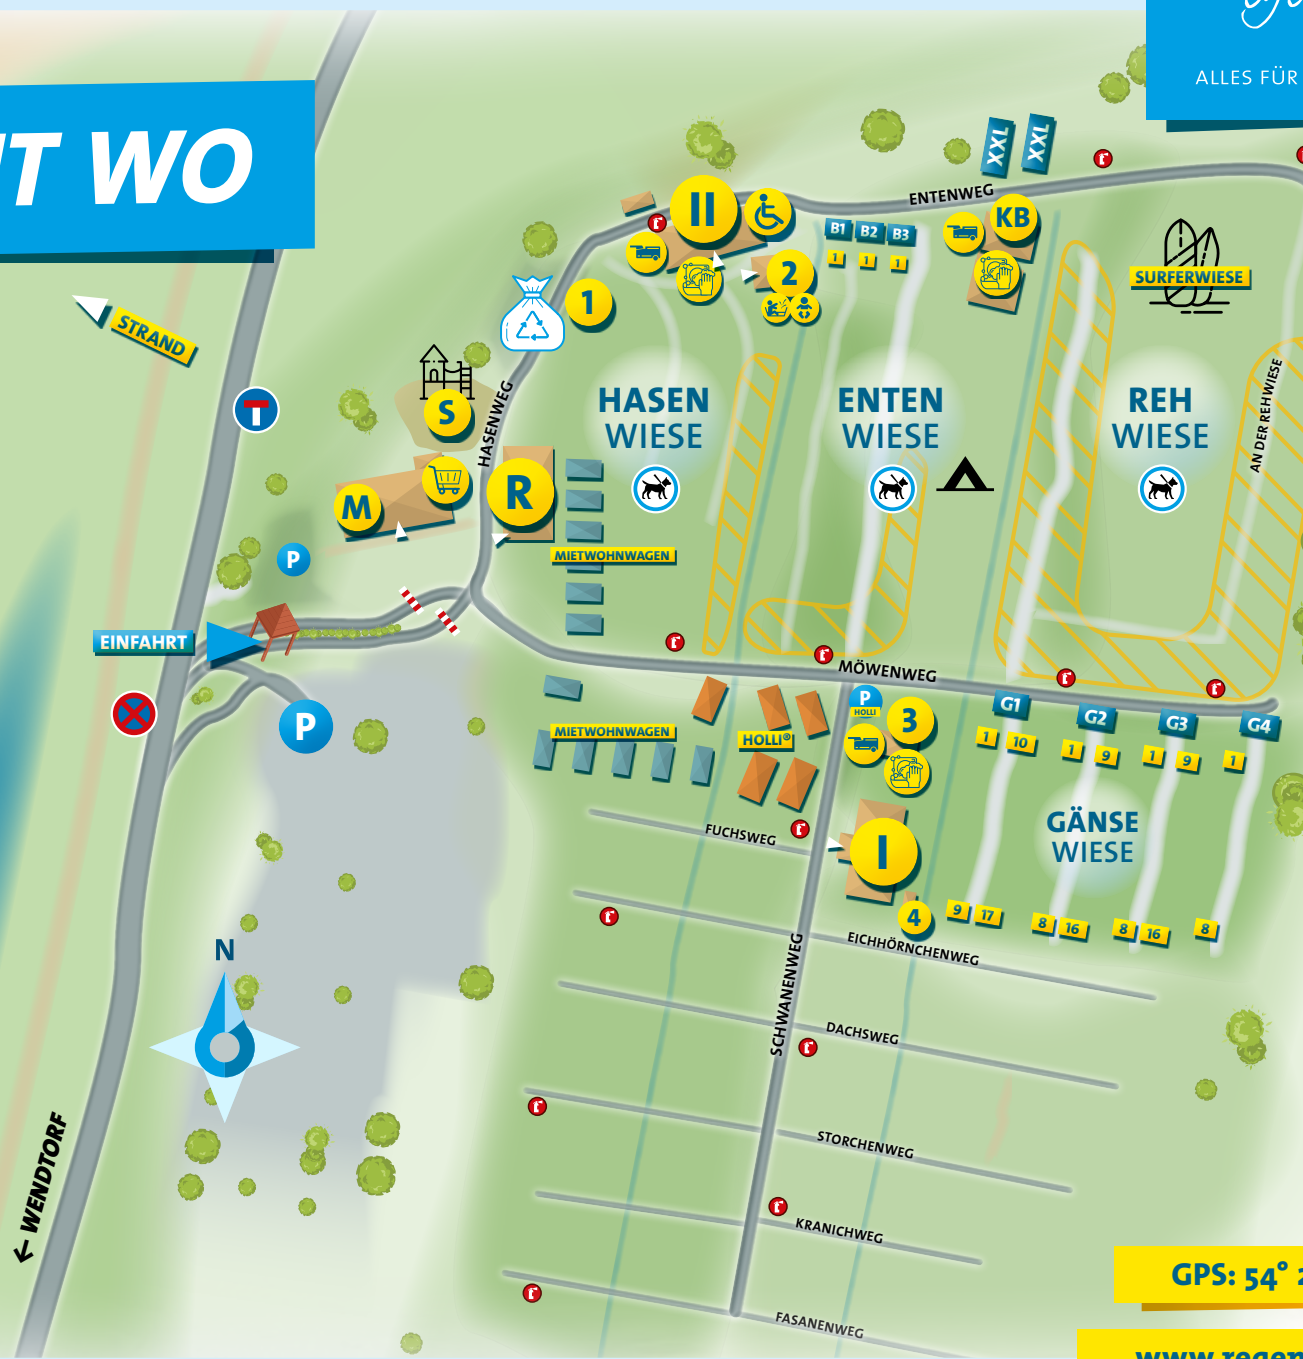 ALLES FÜR
T WO
STRAND
XXL
XXL
ENTENWEG
II
KB
B1
B2
B3
1
1
1
2
1
SURFERWIESE
S
HASENWEG
HASEN
WIESE
ENTEN
WIESE
REH
WIESE
AN DER REHWIESE
M
R
MIETWOHNWAGEN
P
EINFAHRT
MÖWENWEG
P
MIETWOHNWAGEN
HOLLI®
P
HOLLI
3
G1
G2
G3
G4
1
10
1
9
1
9
1
GÄNSE
WIESE
FUCHSWEG
I
4
9
17
8
16
8
16
8
EICHHÖRNCHENWEG
SCHWANENWEG
N
DACHSWEG
STORCHENWEG
← WENDTORF
KRANICHWEG
GPS: 54°
FASANENWEG
www.regen